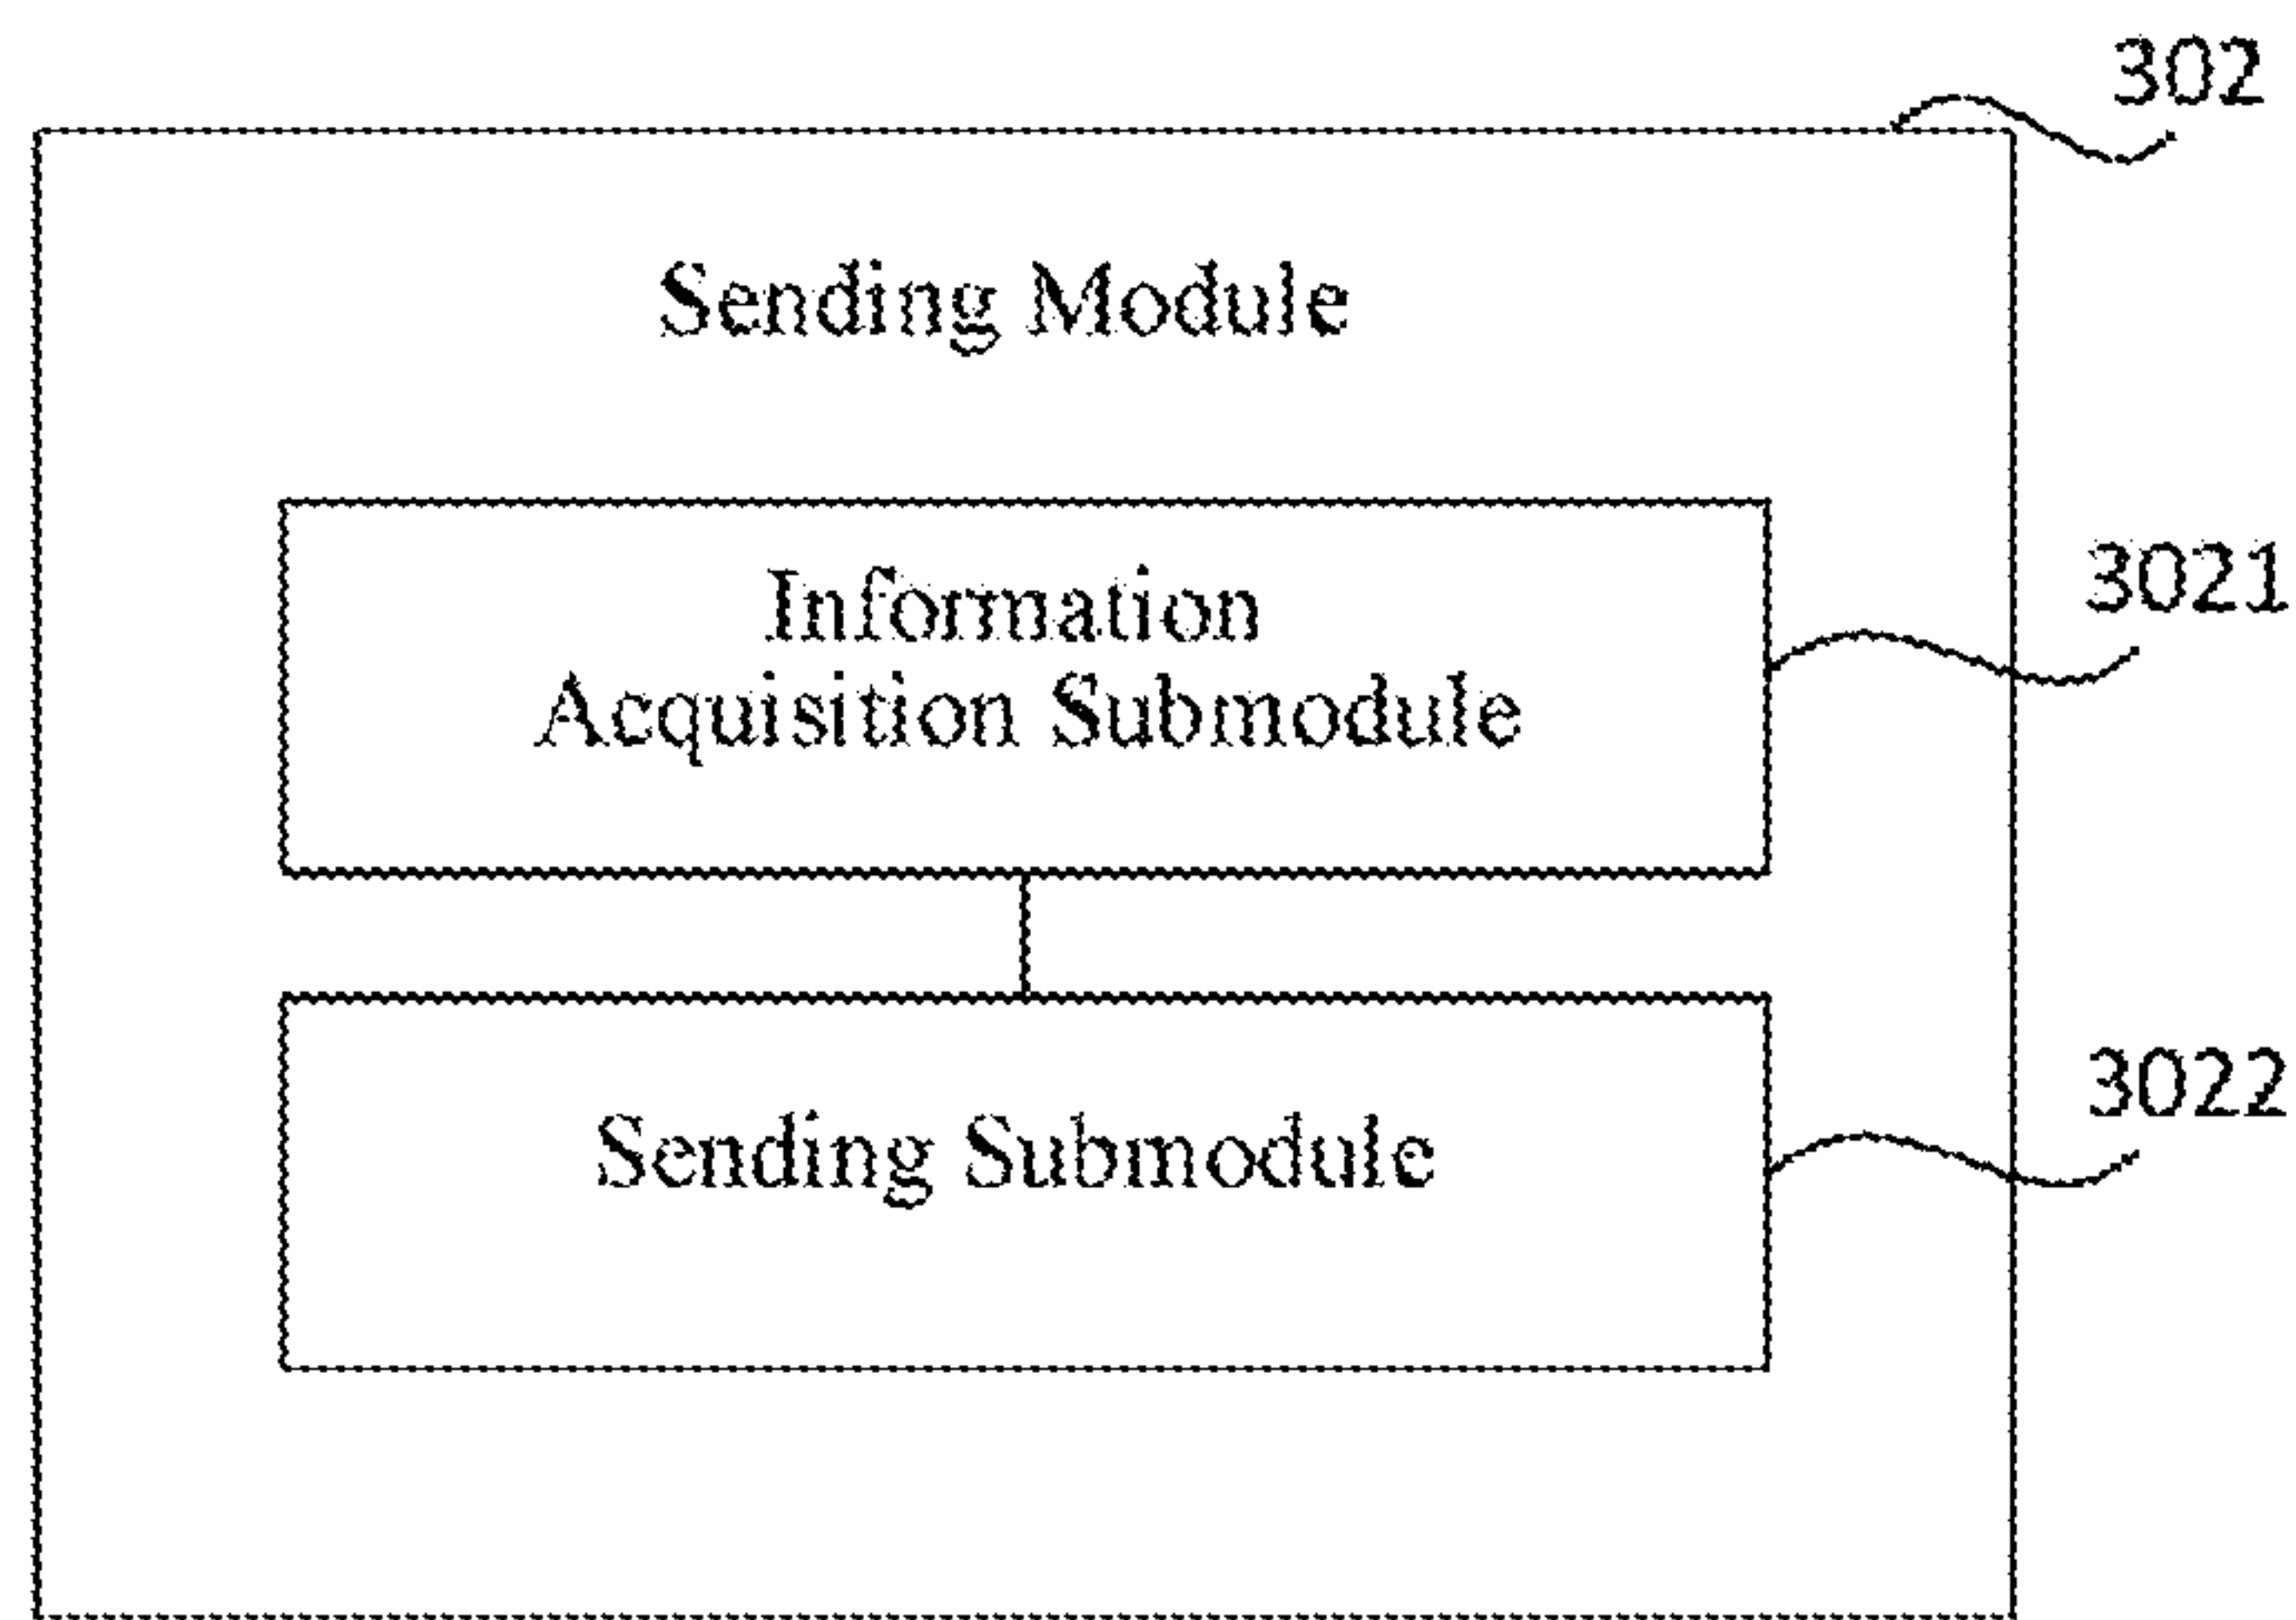 302
Sending Module
Information
Acquisition Submodule
3021
Sending Submodule
3022